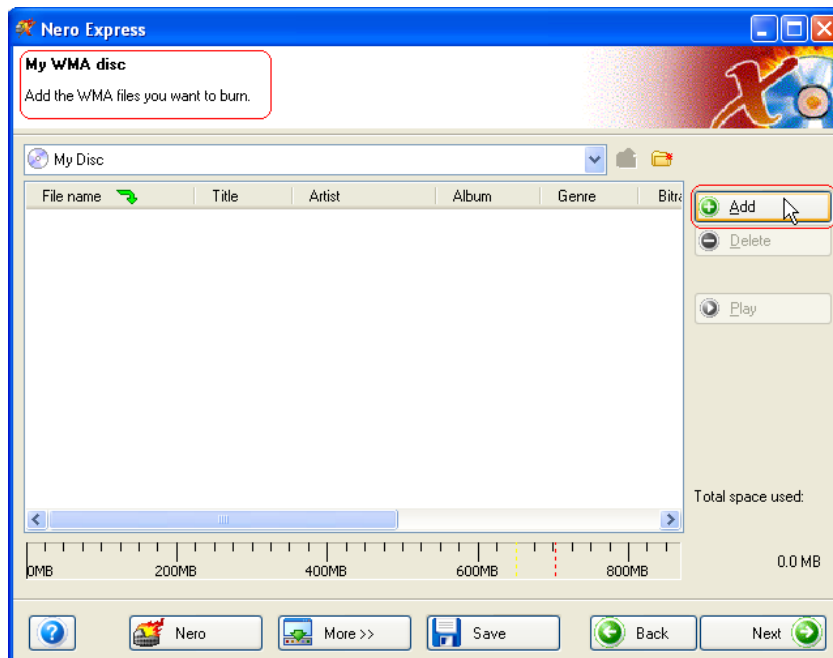 Nero Express
My WMA disc
Add the WMA files you want to burn.
My Disc
File name Title Artist Album Genre Bitra
Add
Delete
Play
Total space used:
0MB 200MB 400MB 600MB 800MB
0.0 MB
Nero More >> Save Back Next